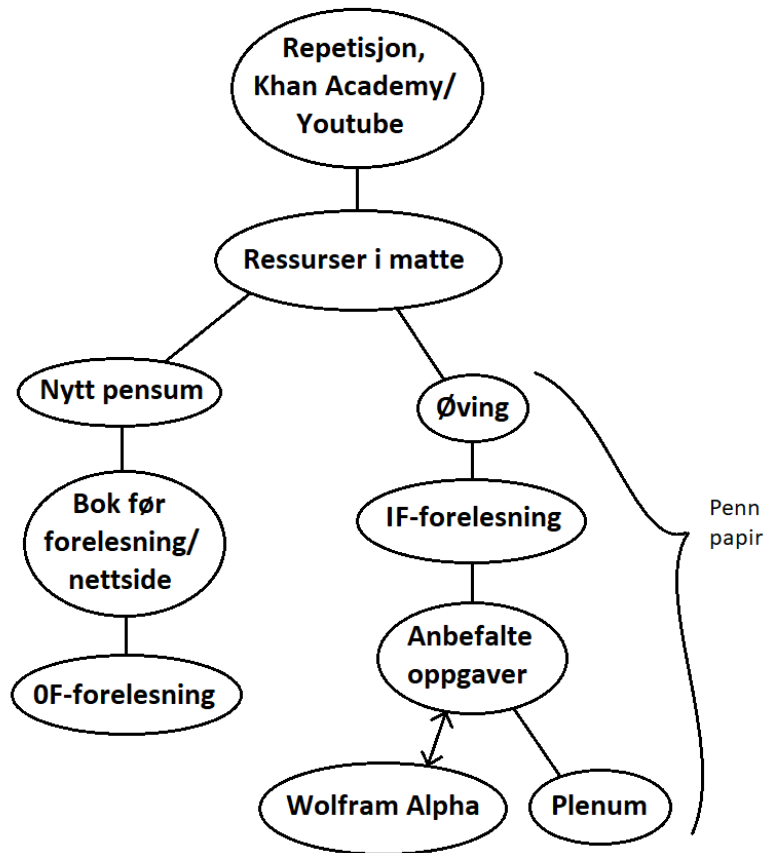 Repetisjon,
Khan Academy/
Youtube
Ressurser i matte
Nytt pensum
Øving
Bok før
forelesning/
nettside
IF-forelesning
Penn
papir
Anbefalte
oppgaver
0F-forelesning
Wolfram Alpha
Plenum